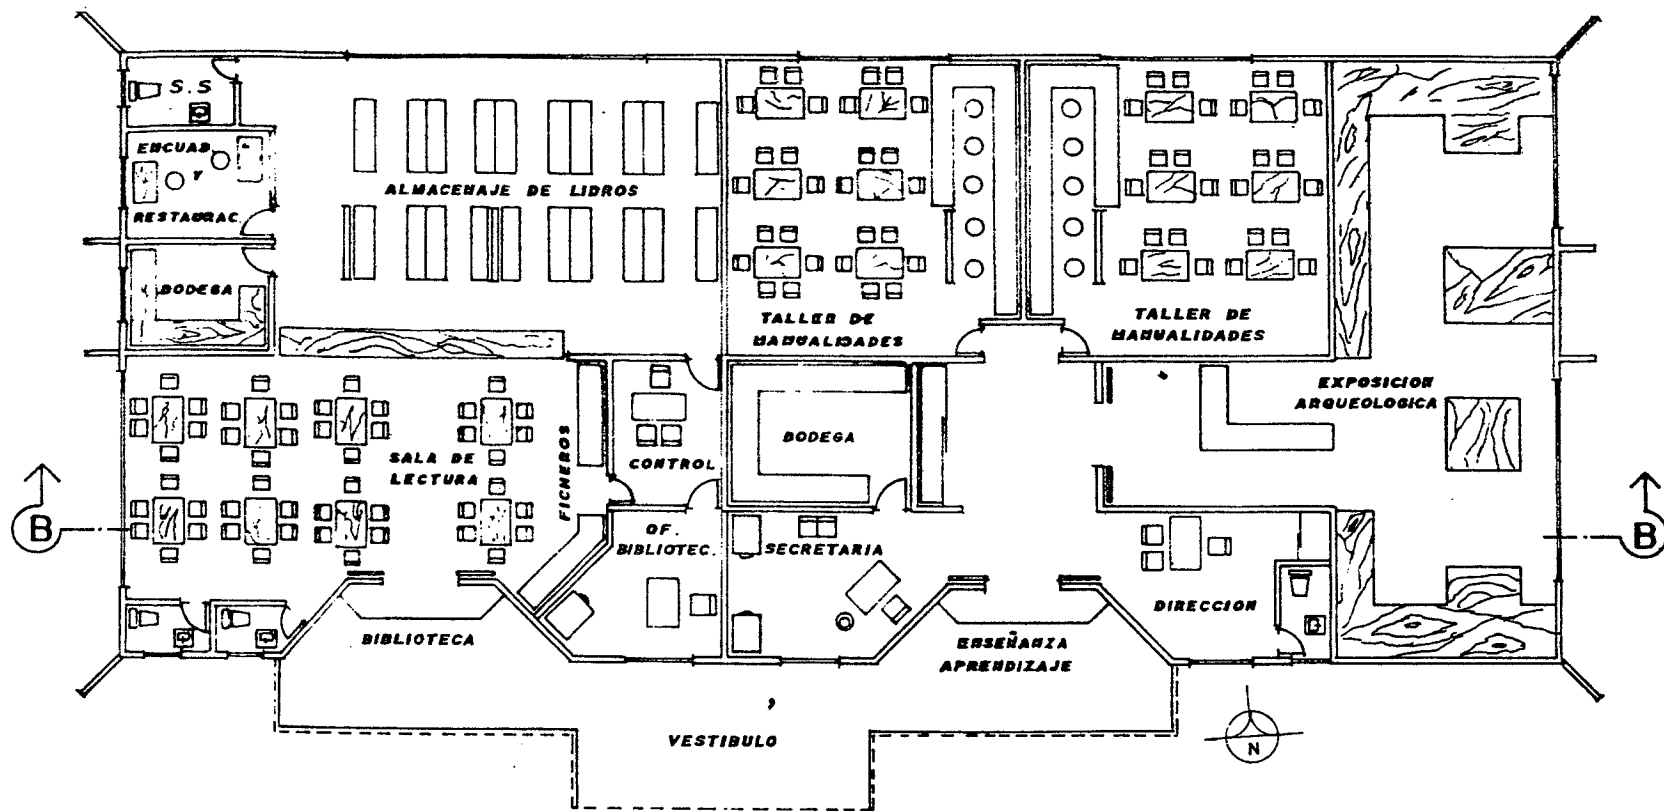 S.S
ENCUAD.
Y
RESTAURAC.
ALMACENAJE DE LIDROS
BODEGA
TALLER DE
MANUALIDADES
TALLER DE
MANUALIDADES
EXPOSICION
ARQUEOLOGICA
SALA DE
LECTURA
FICHEROS
CONTROL
BODEGA
B
OF.
BIBLIOTEC.
SECRETARIA
B
DIRECCION
BIBLIOTECA
ENSEÑANZA
APRENDIZAJE
VESTIBULO
N